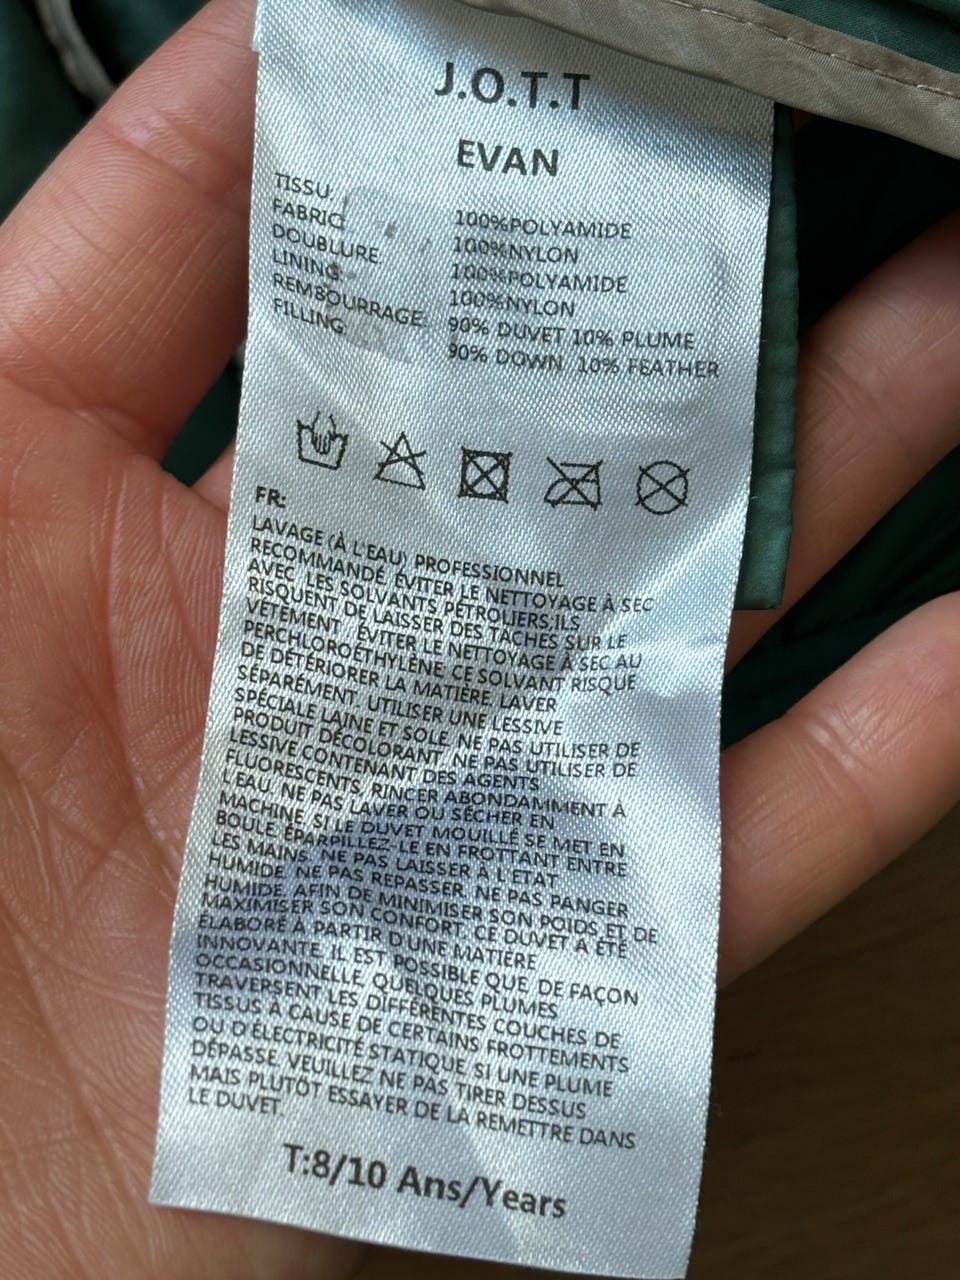 J.O.T.T
EVAN
TISSU: 100%POLYAMIDE
FABRIC: 100%NYLON
DOUBLURE: 100%POLYAMIDE
LINING: 100%NYLON
REMBOURRAGE: 90% DUVET 10% PLUME
FILLING: 90% DOWN 10% FEATHER
FR:
LAVAGE (À L'EAU) PROFESSIONNEL
RECOMMANDÉ. ÉVITER LE NETTOYAGE À SEC
AVEC LES SOLVANTS PÉTROLIERS;ILS
RISQUENT DE LAISSER DES TACHES SUR LE
VÊTEMENT. ÉVITER LE NETTOYAGE À SEC AU
PERCHLOROÉTHYLÈNE, CE SOLVANT RISQUE
DE DÉTÉRIORER LA MATIÈRE. LAVER
SÉPARÉMENT. UTILISER UNE LESSIVE
SPÉCIALE LAINE ET SOIE. NE PAS UTILISER DE
PRODUIT DÉCOLORANT. NE PAS UTILISER DE
LESSIVE CONTENANT DES AGENTS
FLUORESCENTS, RINCER ABONDAMMENT À
L'EAU. NE PAS LAVER OU SÉCHER EN
MACHINE, SI LE DUVET MOUILLÉ SE MET EN
BOULE, ÉPARPILLEZ-LE EN FROTTANT ENTRE
LES MAINS. NE PAS LAISSER À L'ETAT
HUMIDE. NE PAS REPASSER. NE PAS PANGER
HUMIDE. AFIN DE MINIMISER SON POIDS ET DE
MAXIMISER SON CONFORT, CE DUVET A ÉTÉ
ÉLABORÉ À PARTIR D'UNE MATIÈRE
INNOVANTE. IL EST POSSIBLE QUE DE FAÇON
OCCASIONNELLE, QUELQUES PLUMES
TRAVERSENT LES DIFFÉRENTES COUCHES DE
TISSUS À CAUSE DE CERTAINS FROTTEMENTS
OU D'ÉLECTRICITÉ STATIQUE. SI UNE PLUME
DÉPASSE, VEUILLEZ NE PAS TIRER DESSUS
MAIS PLUTÔT ESSAYER DE LA REMETTRE DANS
LE DUVET.
T:8/10 Ans/Years